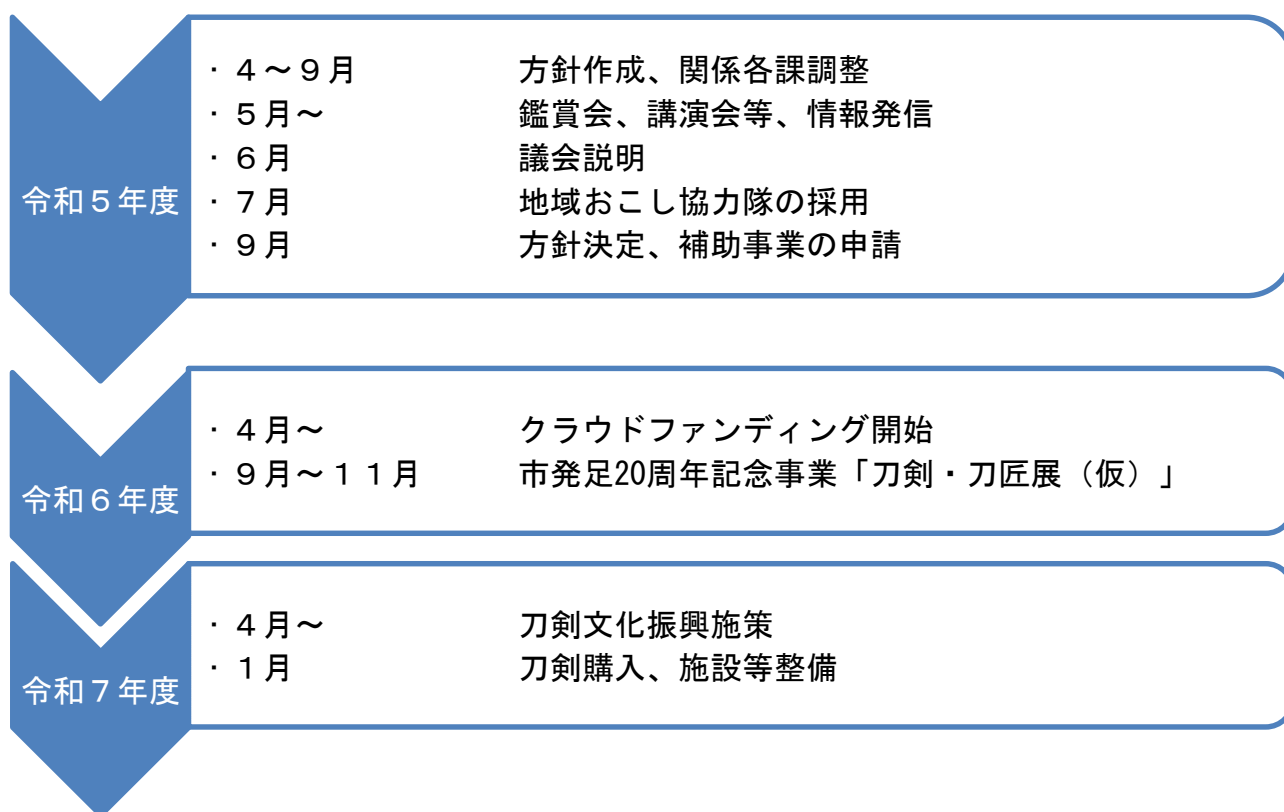 令和５年度
・４～９月 方針作成、関係各課調整
・５月～ 鑑賞会、講演会等、情報発信
・６月 議会説明
・７月 地域おこし協力隊の採用
・９月 方針決定、補助事業の申請
令和６年度
・４月～ クラウドファンディング開始
・９月～１１月 市発足20周年記念事業「刀剣・刀匠展（仮）」
令和７年度
・４月～ 刀剣文化振興施策
・１月 刀剣購入、施設等整備